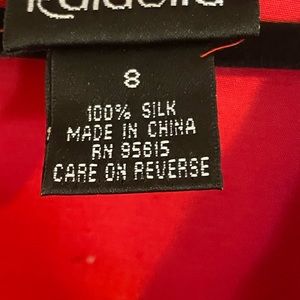 8
100% SILK
MADE IN CHINA
RN 95615
CARE ON REVERSE